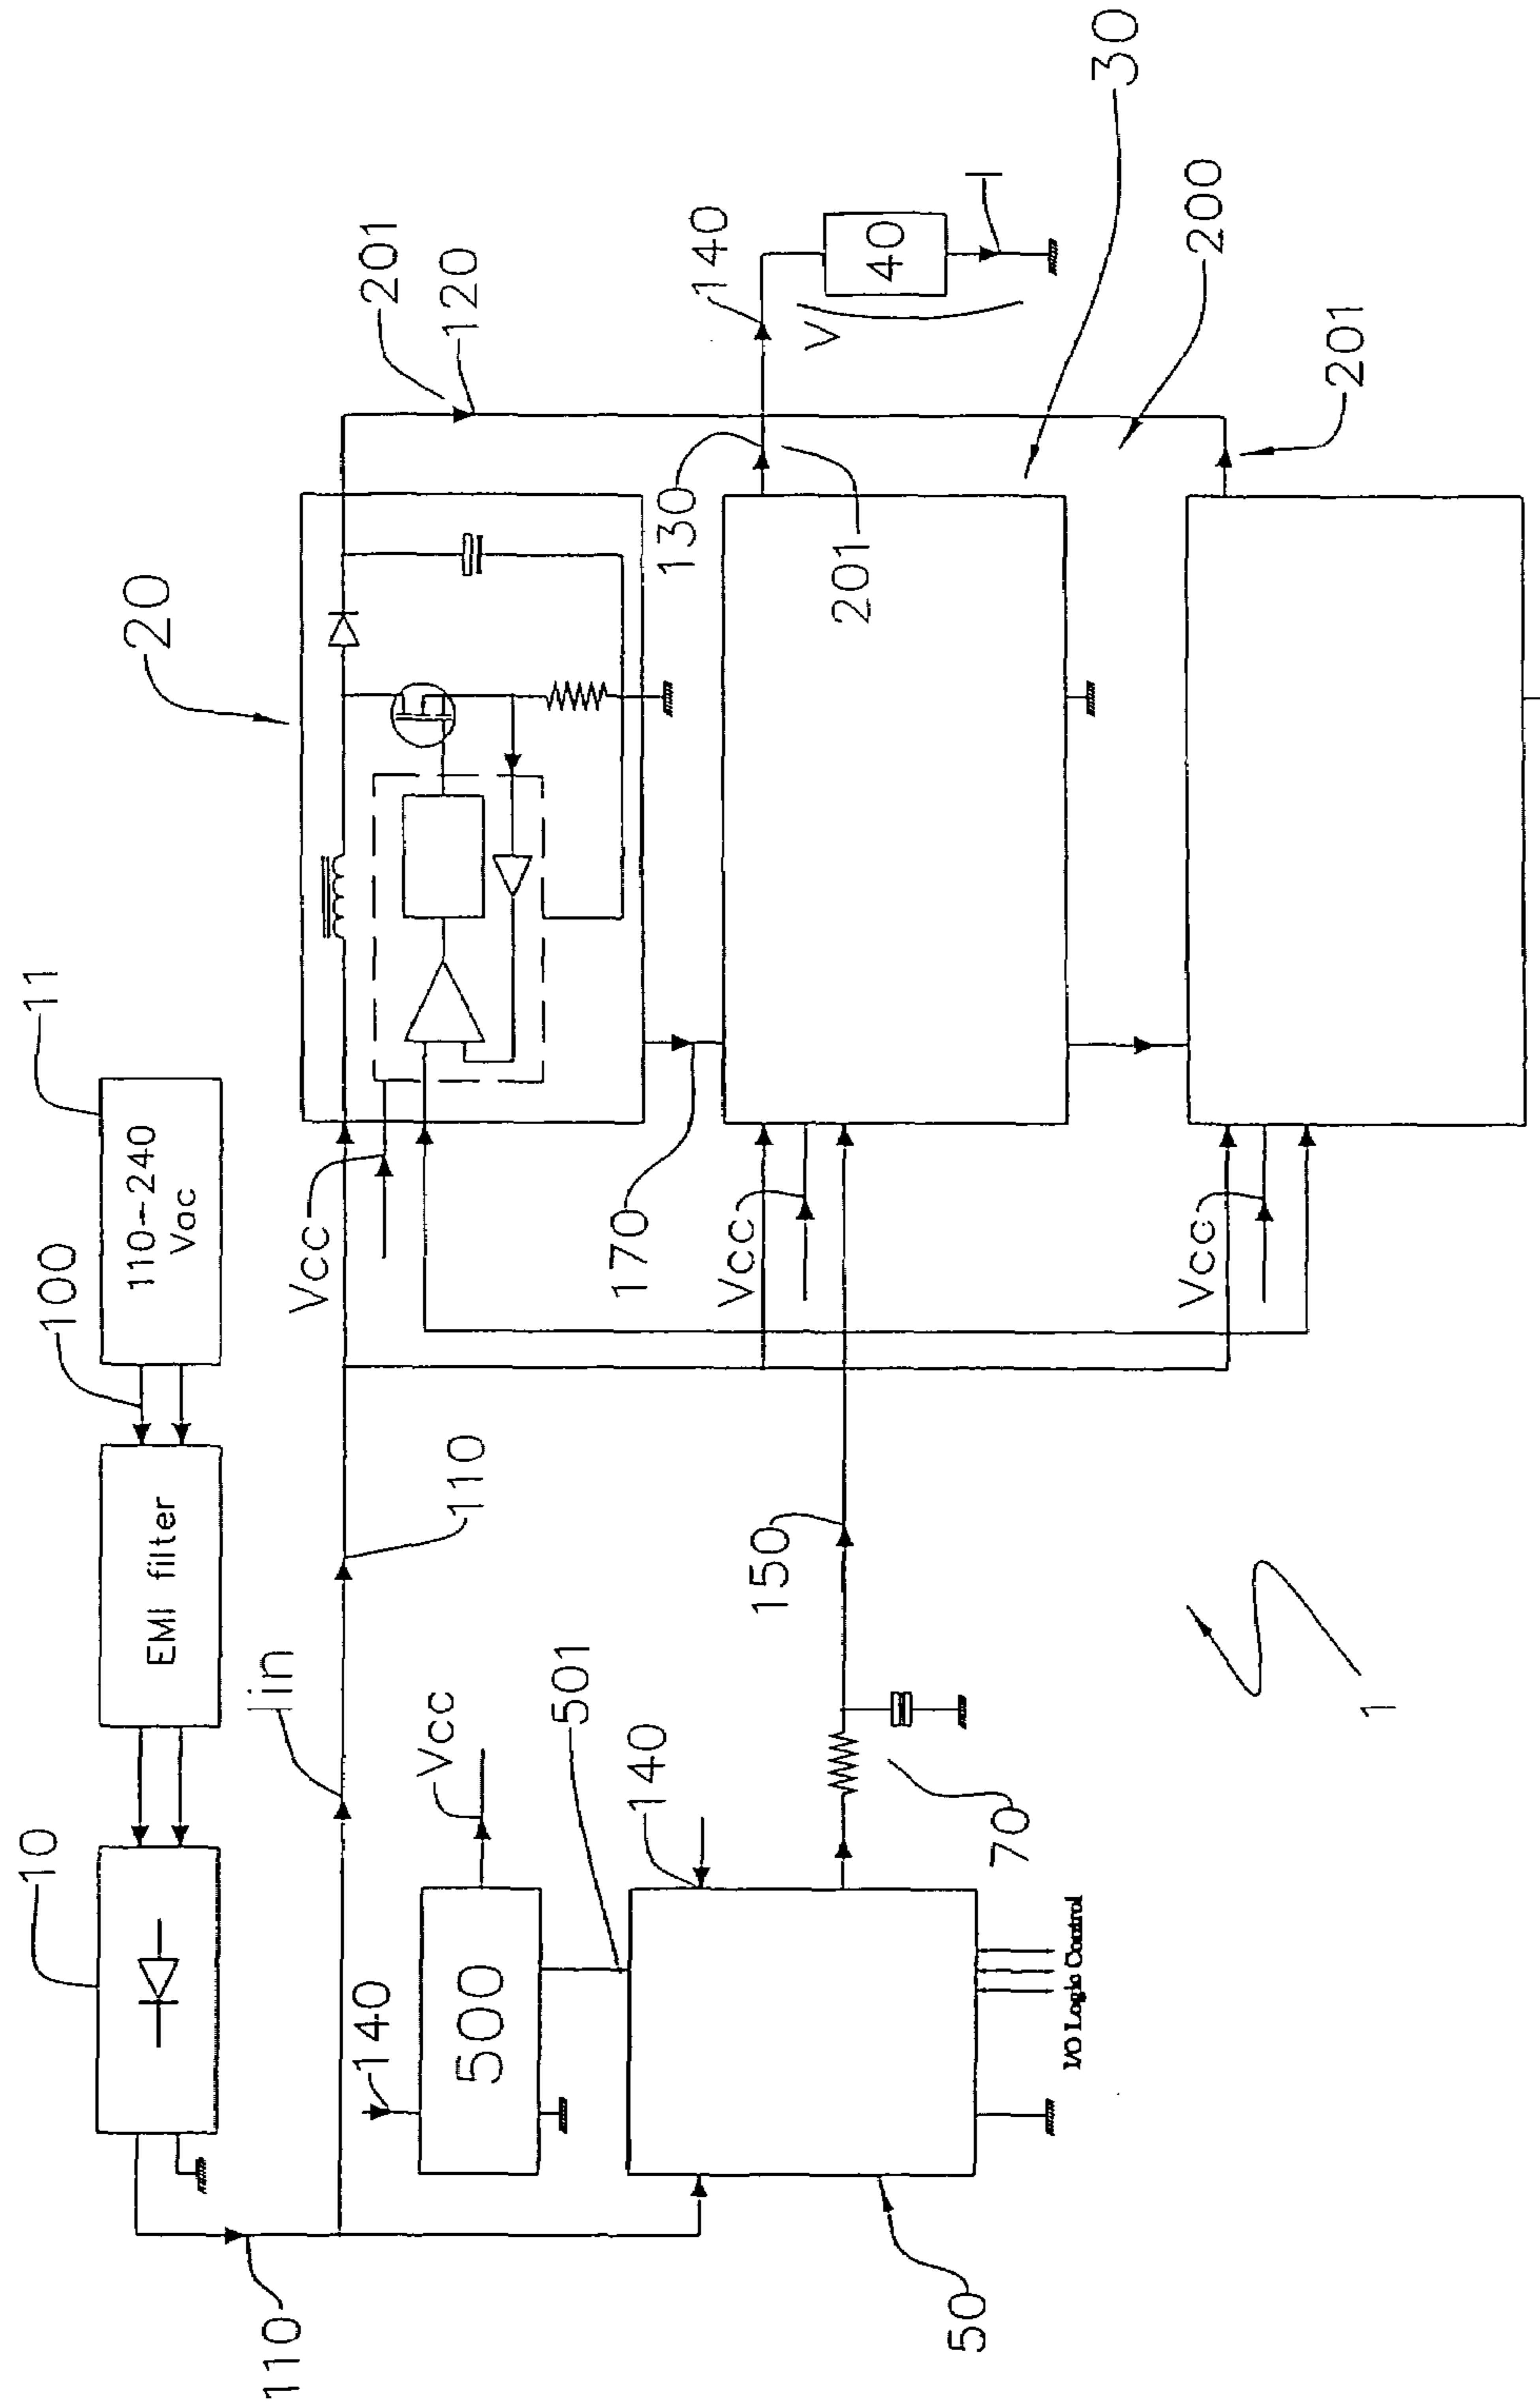 11
100
110-240
Vac
EMI filter
10
110
Iin
110
20
201
120
Vcc
140
500
Vcc
501
140
170
Vcc
130
201
140
V
40
I
150
70
I/O Logic Control
50
Vcc
30
200
201
1